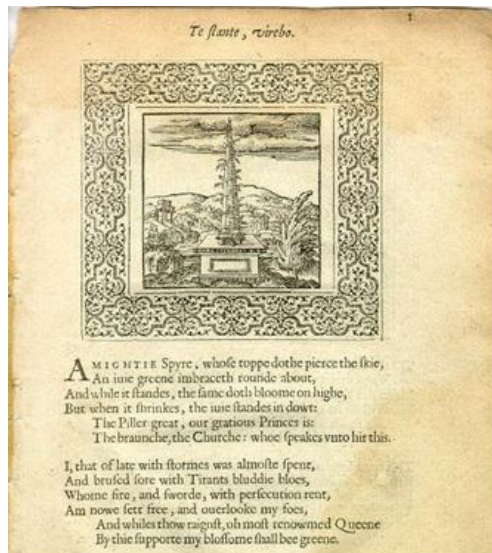 1
Te ſtante, virebo.
A MIGHTIE Spyre, whoſe toppe dothe pierce the ſkie,
An iuie greene imbraceth rounde about,
And while it ſtandes, the ſame doth bloome on highe,
But when it ſhrinkes, the iuie ſtandes in dowt:
The Piller great, our gratious Princes is:
The braunche, the Churche: whoe ſpeakes vnto hir this.
I, that of late with ſtormes was almoſte ſpent,
And bruſed ſore with Tirants bluddie bloes,
Whome fire, and ſworde, with perſecution rent,
Am nowe ſett free, and ouerlooke my foes,
And whiles thow raignſt, oh moſt renowmed Queene
By thie ſupporte my bloſſome ſhall bee greene.